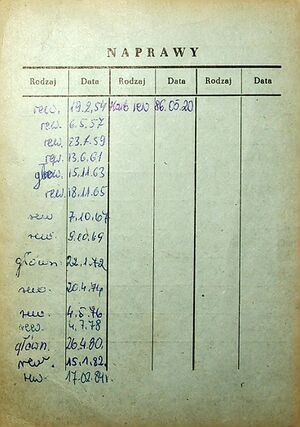 NAPRAWY
Rodzaj Data Rodzaj Data Rodzaj Data
rew. 19.2.54 rew 86.05.20
rew. 6.5.57
rew. 23.7.59
rew. 13.6.61
główn. 15.11.63
rew. 18.11.65
rew 7.10.67
rew. 9.10.69
główn. 22.1.72
rew. 20.4.74
rew. 4.5.76
rew. 4.7.78
główn. 26.4.80.
rew. 15.1.82.
rew. 17.02.84r.